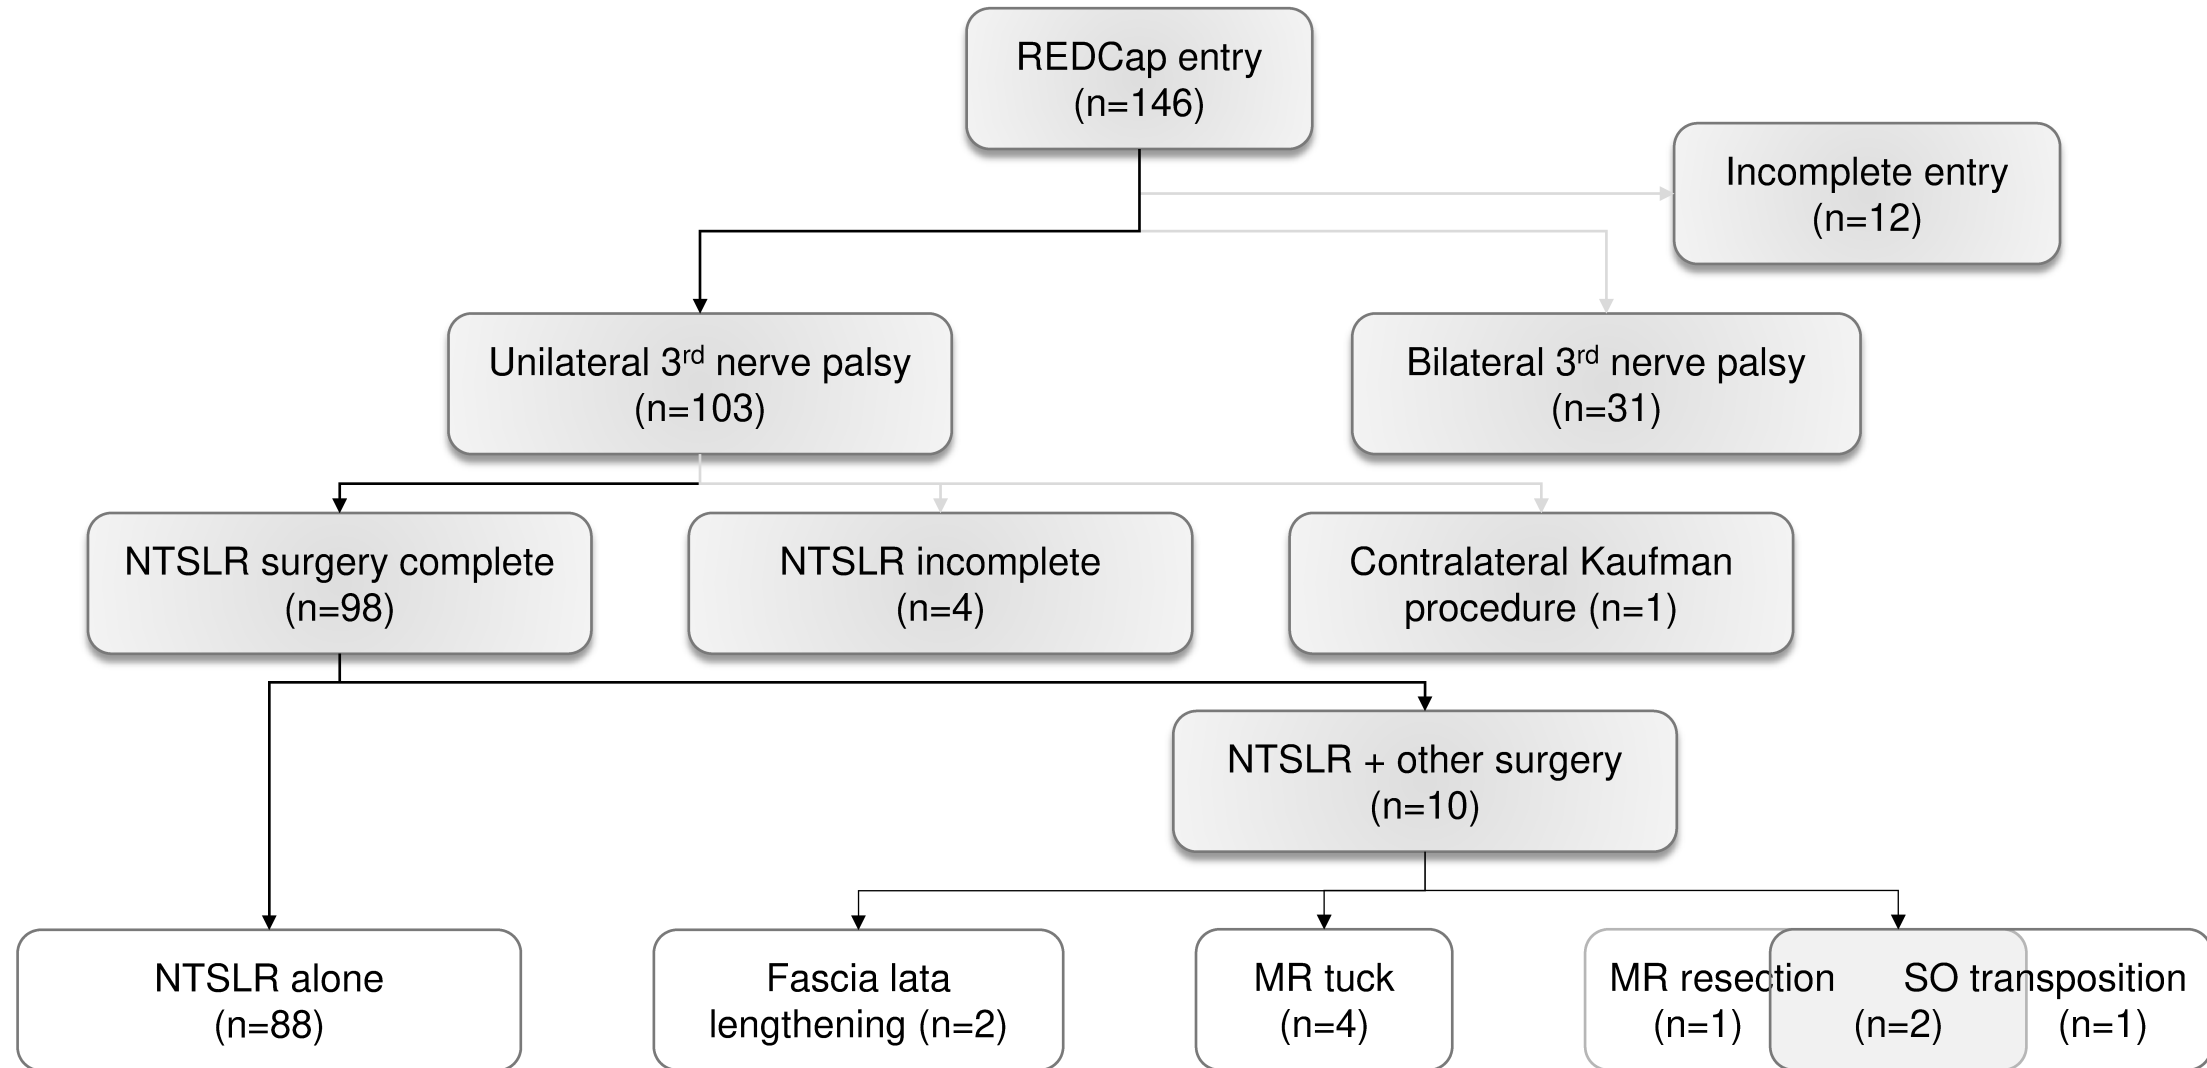 REDCap entry
(n=146)
Incomplete entry
(n=12)
Unilateral 3rd nerve palsy
(n=103)
Bilateral 3rd nerve palsy
(n=31)
NTSLR surgery complete
(n=98)
NTSLR incomplete
(n=4)
Contralateral Kaufman
procedure (n=1)
NTSLR + other surgery
(n=10)
NTSLR alone
(n=88)
Fascia lata
lengthening (n=2)
MR tuck
(n=4)
MR resection
(n=1)
(n=2)
SO transposition
(n=1)